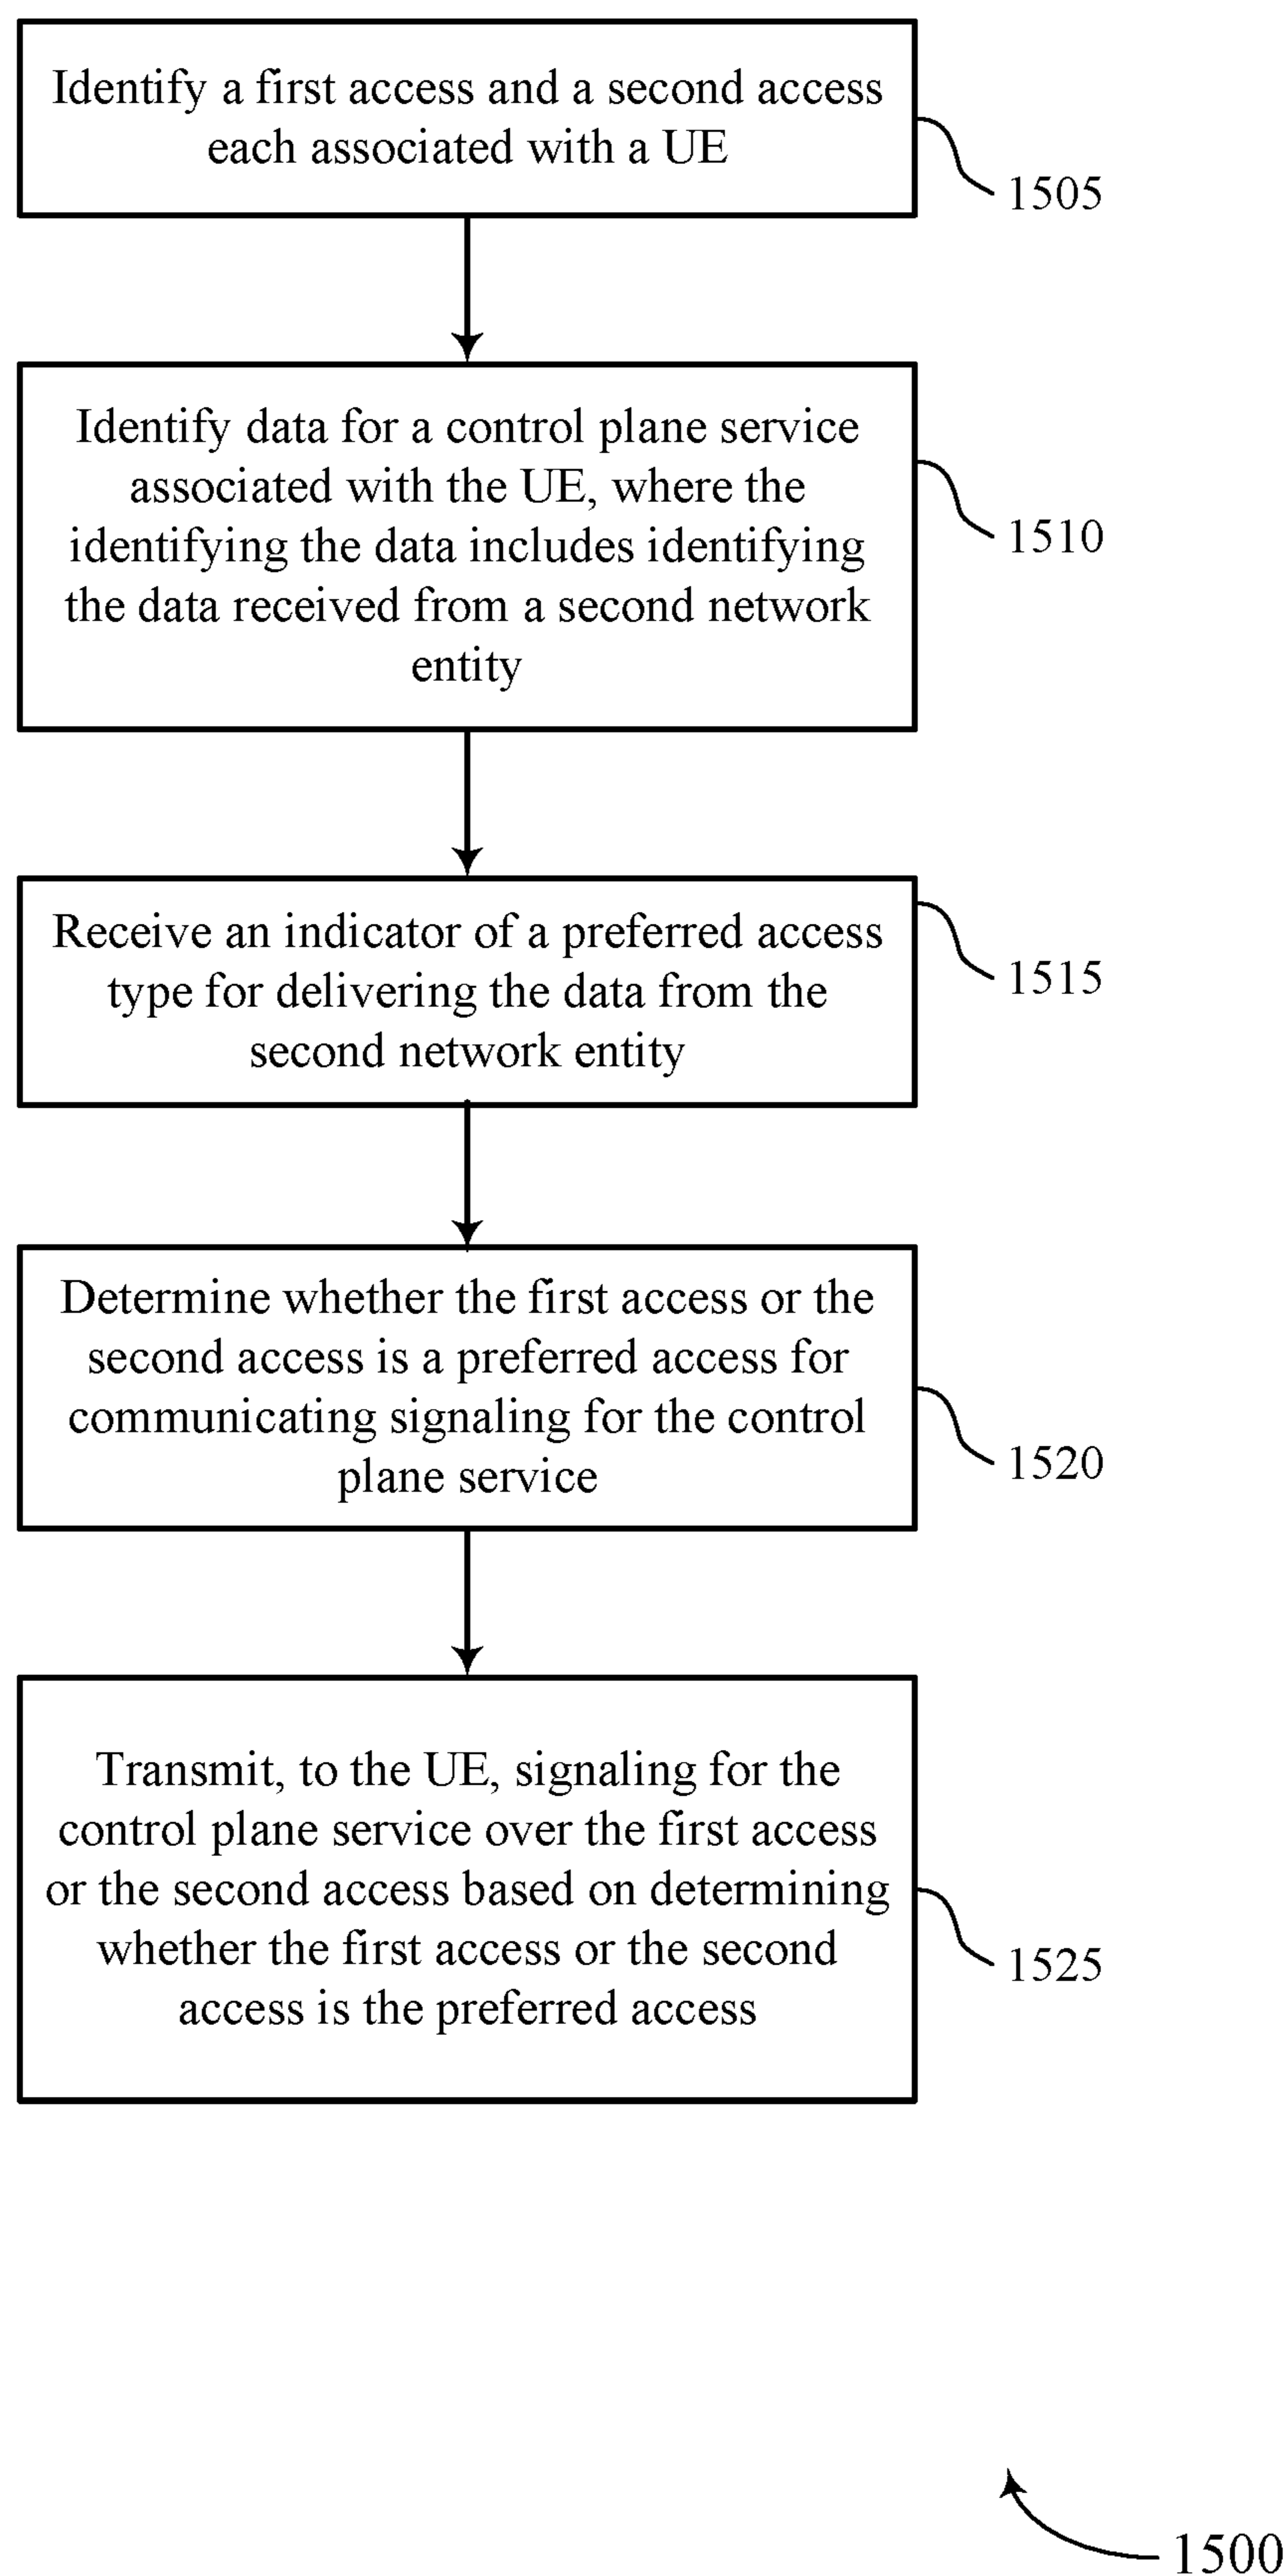 Identify a first access and a second access
each associated with a UE
1505
Identify data for a control plane service
associated with the UE, where the
identifying the data includes identifying
the data received from a second network
entity
1510
Receive an indicator of a preferred access
type for delivering the data from the
second network entity
1515
Determine whether the first access or the
second access is a preferred access for
communicating signaling for the control
plane service
1520
Transmit, to the UE, signaling for the
control plane service over the first access
or the second access based on determining
whether the first access or the second
access is the preferred access
1525
1500